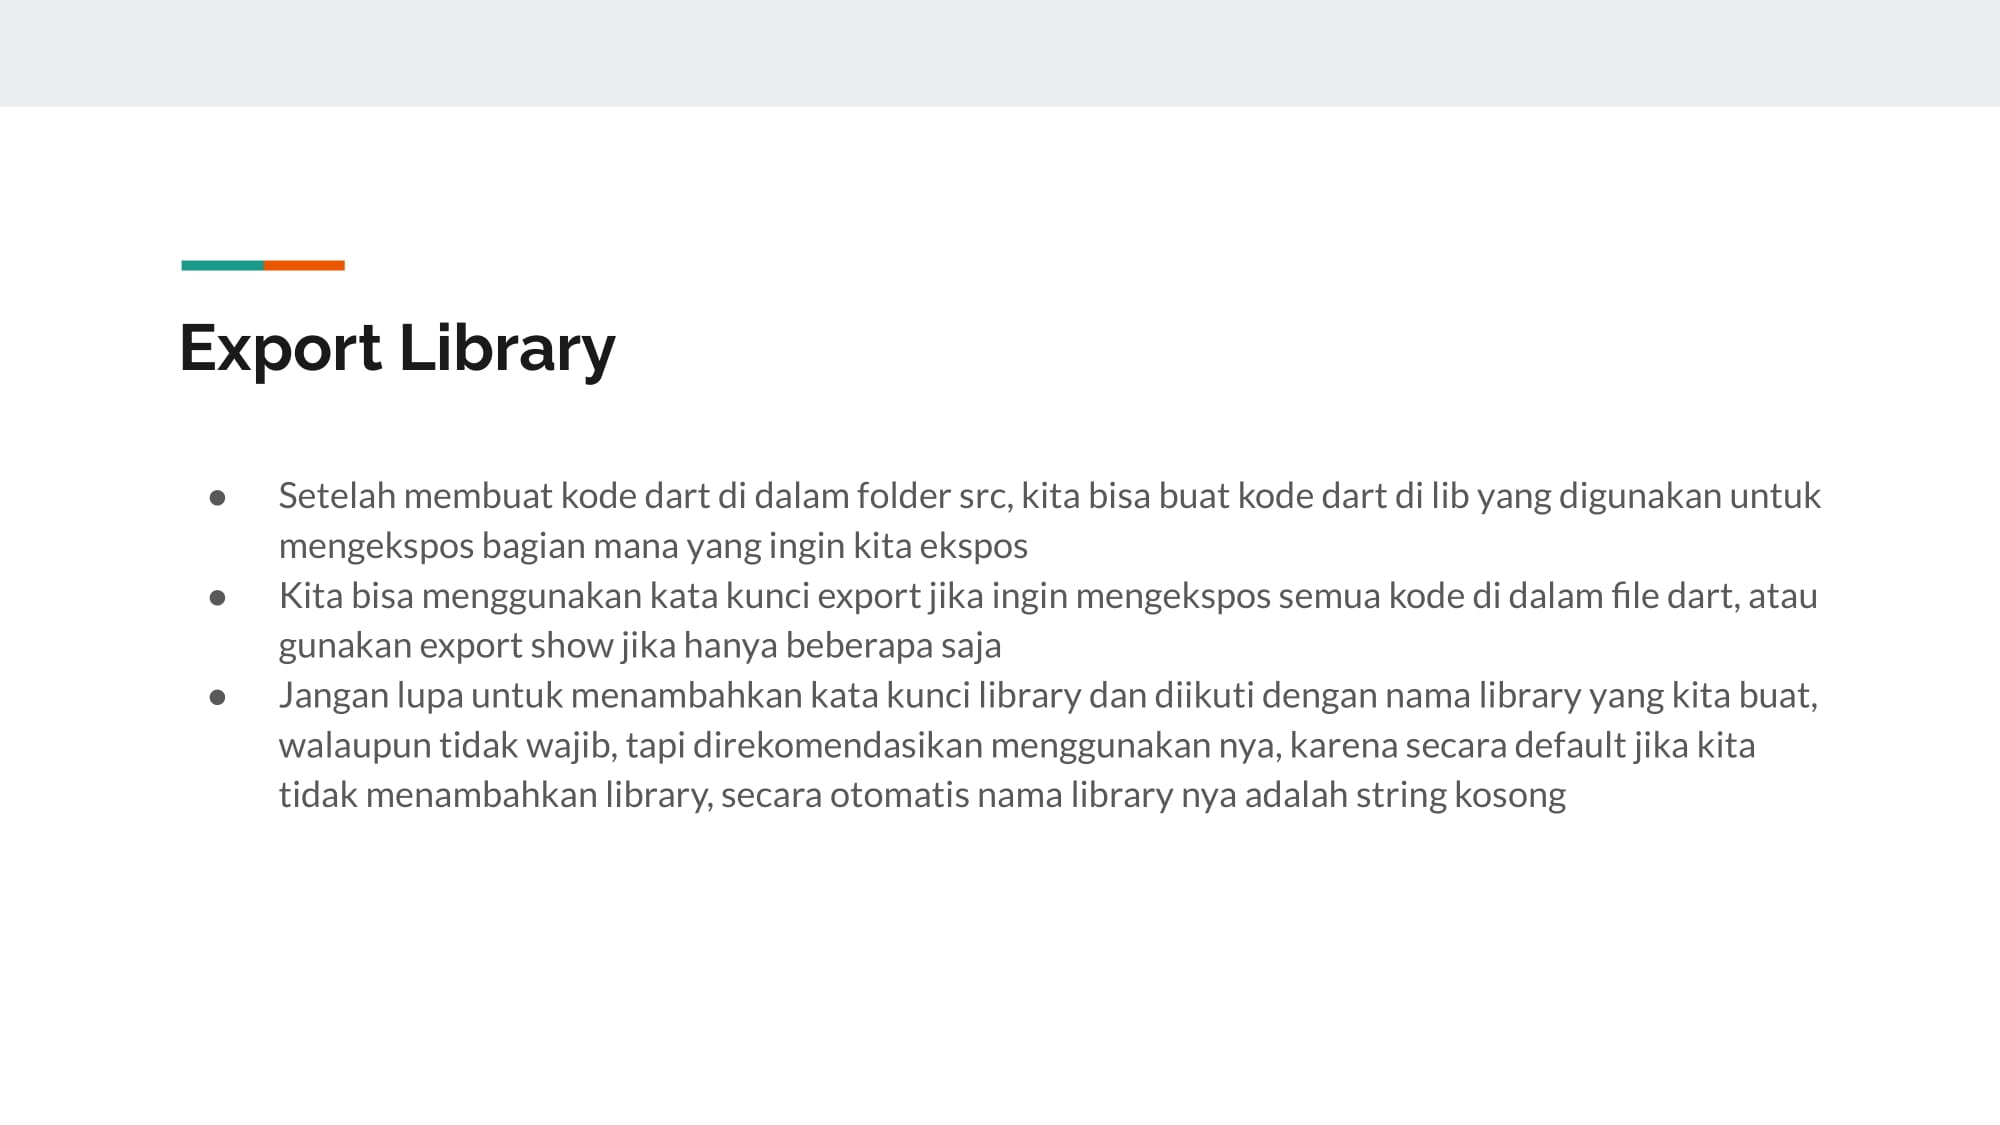 Export Library
● Setelah membuat kode dart di dalam folder src, kita bisa buat kode dart di lib yang digunakan untuk
mengekspos bagian mana yang ingin kita ekspos
● Kita bisa menggunakan kata kunci export jika ingin mengekspos semua kode di dalam file dart, atau
gunakan export show jika hanya beberapa saja
● Jangan lupa untuk menambahkan kata kunci library dan diikuti dengan nama library yang kita buat,
walaupun tidak wajib, tapi direkomendasikan menggunakan nya, karena secara default jika kita
tidak menambahkan library, secara otomatis nama library nya adalah string kosong